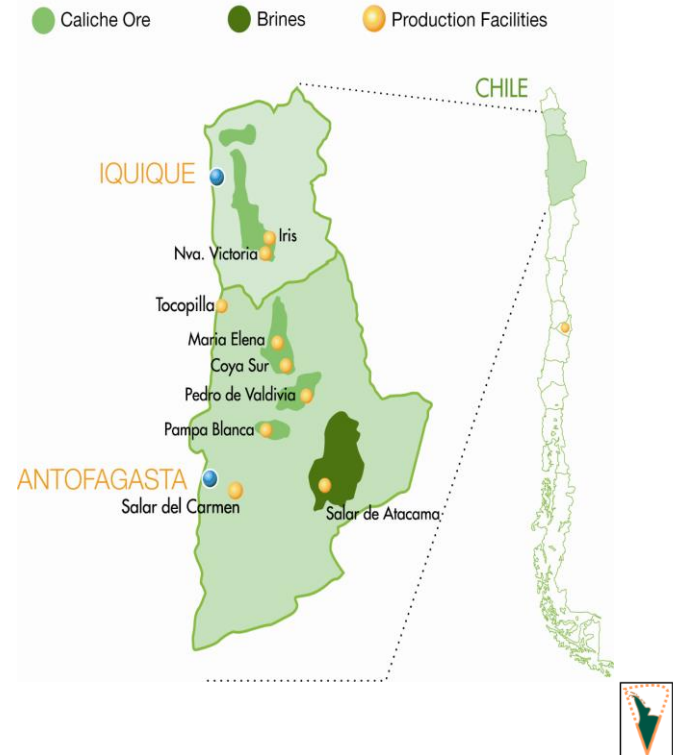 Caliche Ore
Brines
Production Facilities
CHILE
IQUIQUE
Iris
Nva. Victoria
Tocopilla
Maria Elena
Coya Sur
Pedro de Valdivia
Pampa Blanca
ANTOFAGASTA
Salar del Carmen
Salar de Atacama